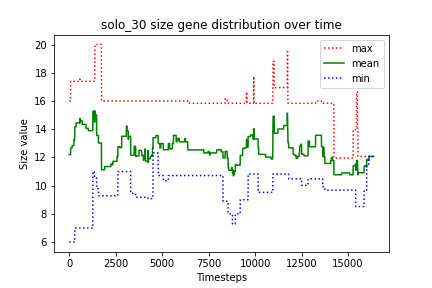 solo_30 size gene distribution over time
max
mean
min
Size value
20
18
16
14
12
10
8
6
0 2500 5000 7500 10000 12500 15000
Timesteps